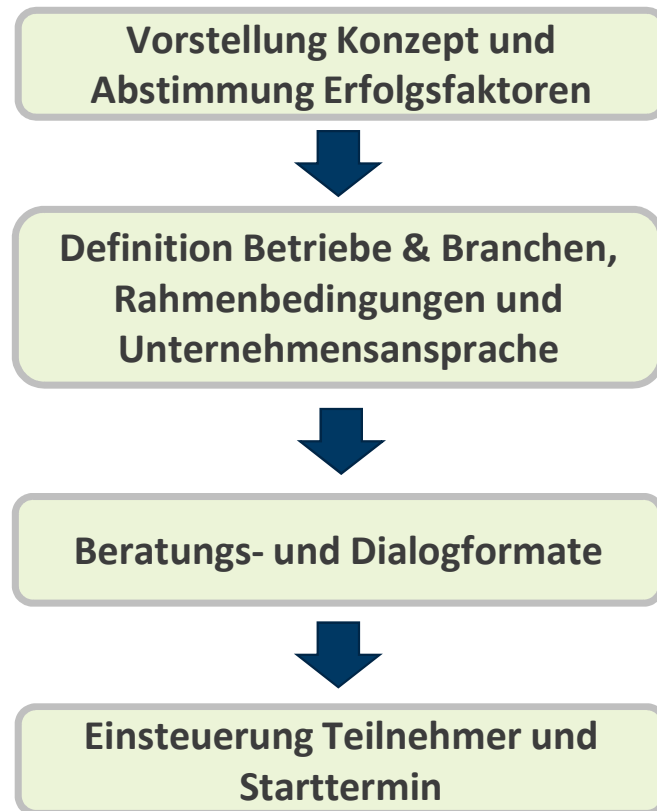 Vorstellung Konzept und
Abstimmung Erfolgsfaktoren
Definition Betriebe & Branchen,
Rahmenbedingungen und
Unternehmensansprache
Beratungs- und Dialogformate
Einsteuerung Teilnehmer und
Starttermin